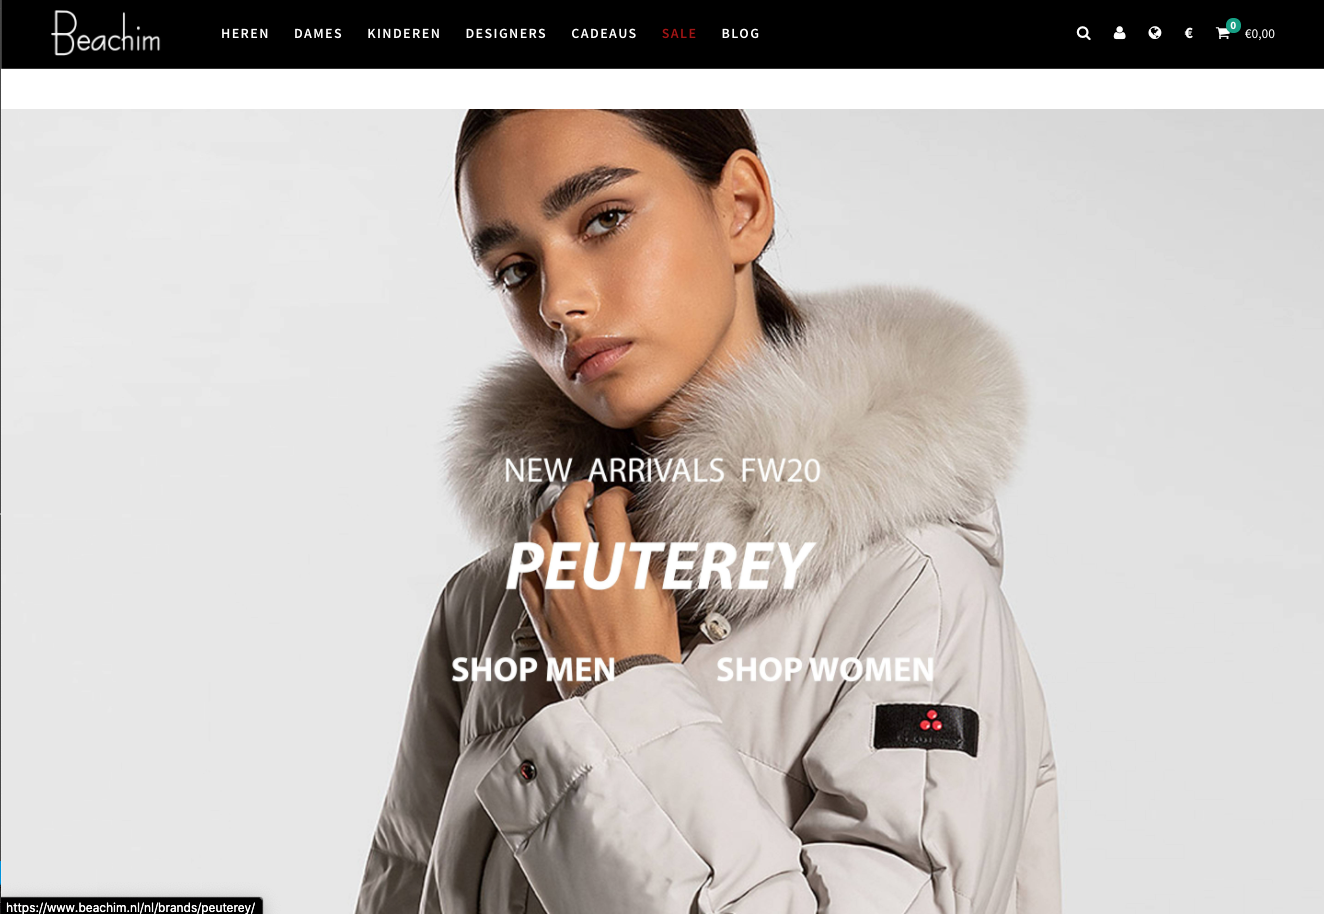 Beachim HEREN DAMES KINDEREN DESIGNERS CADEAUS SALE BLOG € 0 €0,00
NEW ARRIVALS FW20
PEUTEREY
SHOP MEN SHOP WOMEN
https://www.beachim.nl/nl/brands/peuterey/